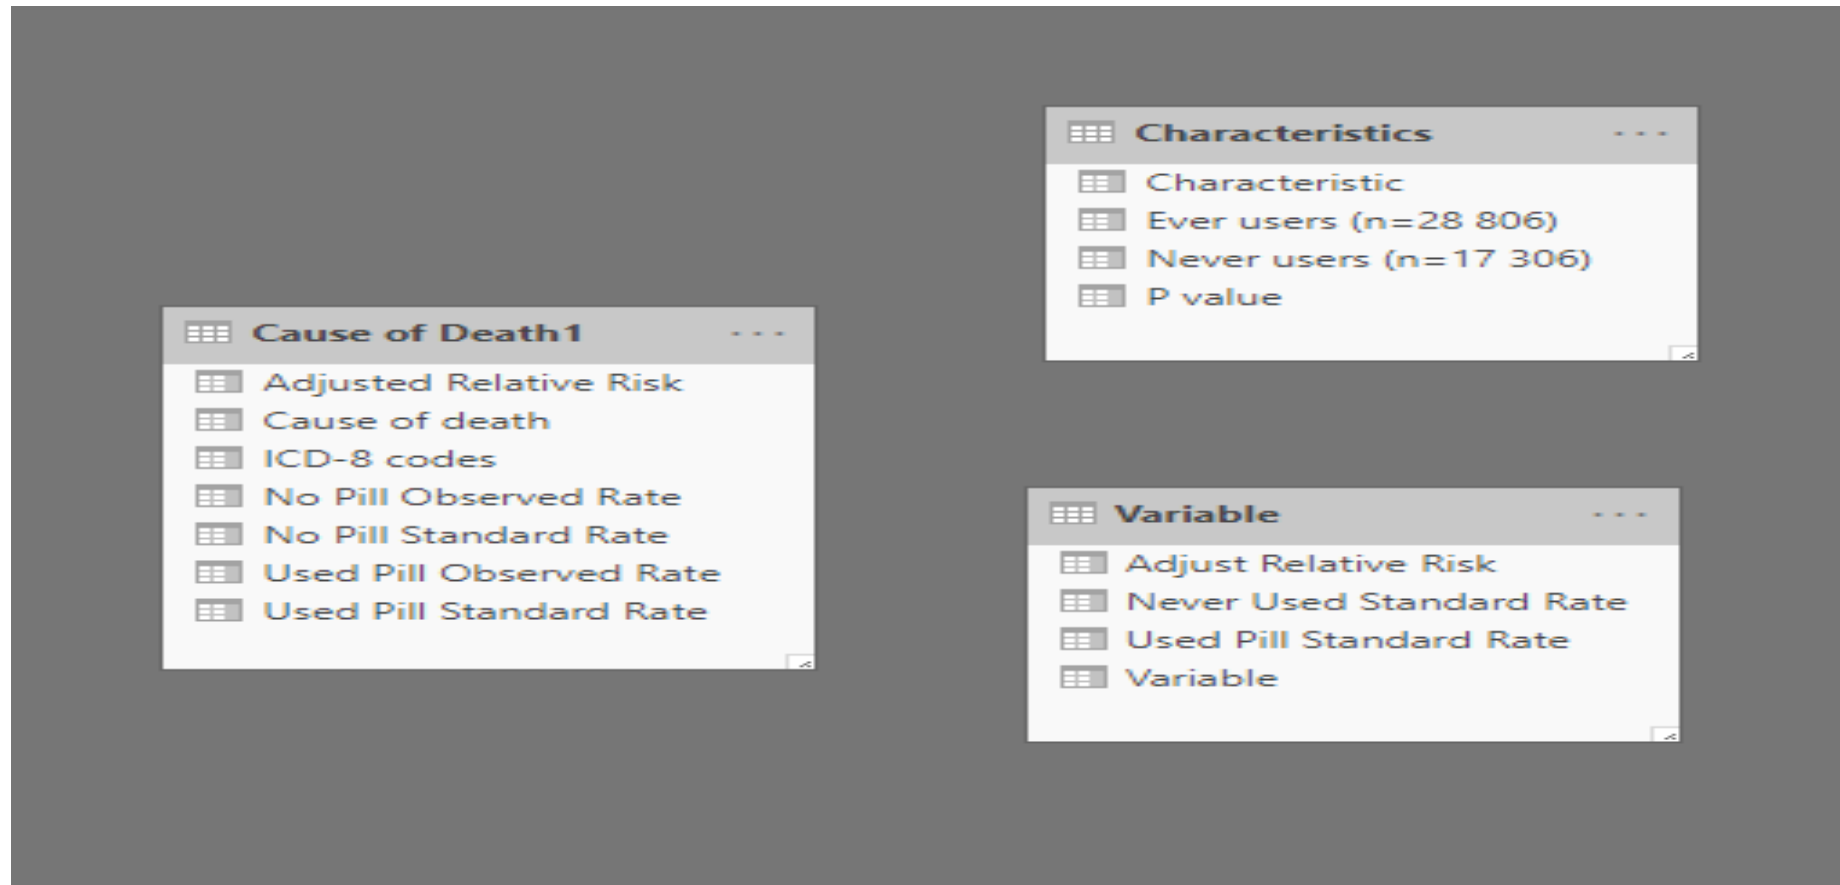 Characteristics
Characteristic
Ever users (n=28 806)
Never users (n=17 306)
P value
Cause of Death1
Adjusted Relative Risk
Cause of death
ICD-8 codes
No Pill Observed Rate
No Pill Standard Rate
Used Pill Observed Rate
Used Pill Standard Rate
Variable
Adjust Relative Risk
Never Used Standard Rate
Used Pill Standard Rate
Variable